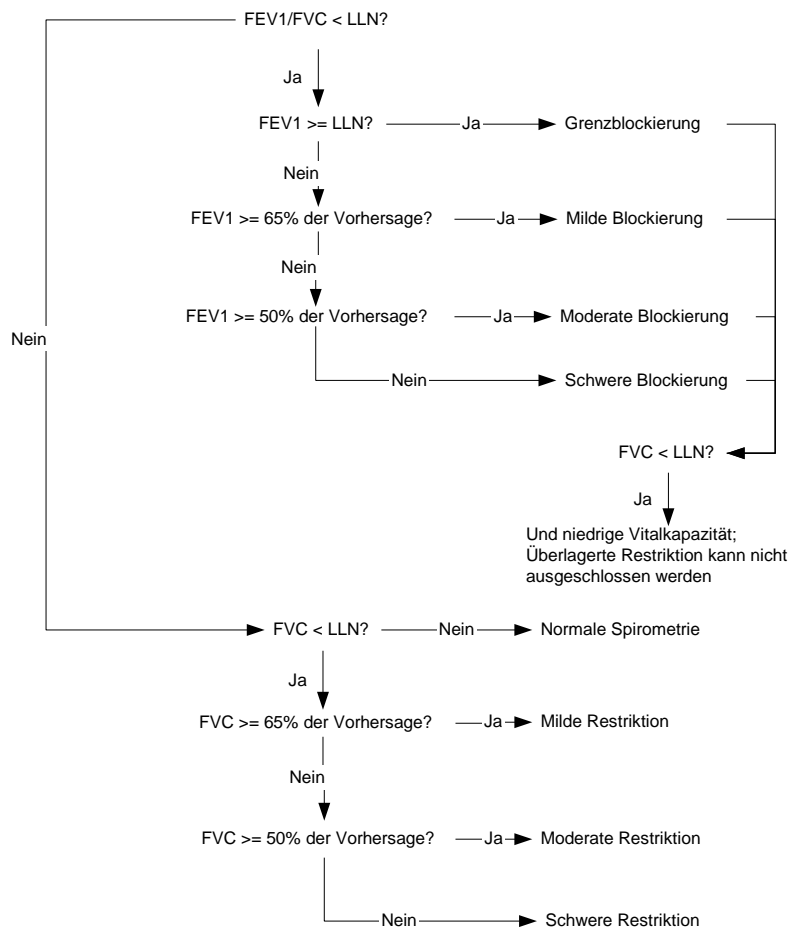 FEV1/FVC < LLN?
Ja
FEV1 >= LLN?
Ja
Grenzblockierung
Nein
FEV1 >= 65% der Vorhersage?
Ja
Milde Blockierung
Nein
FEV1 >= 50% der Vorhersage?
Ja
Moderate Blockierung
Nein
Nein
Schwere Blockierung
FVC < LLN?
Ja
Und niedrige Vitalkapazität;
Überlagerte Restriktion kann nicht
ausgeschlossen werden
FVC < LLN?
Nein
Normale Spirometrie
Ja
FVC >= 65% der Vorhersage?
Ja
Milde Restriktion
Nein
FVC >= 50% der Vorhersage?
Ja
Moderate Restriktion
Nein
Schwere Restriktion